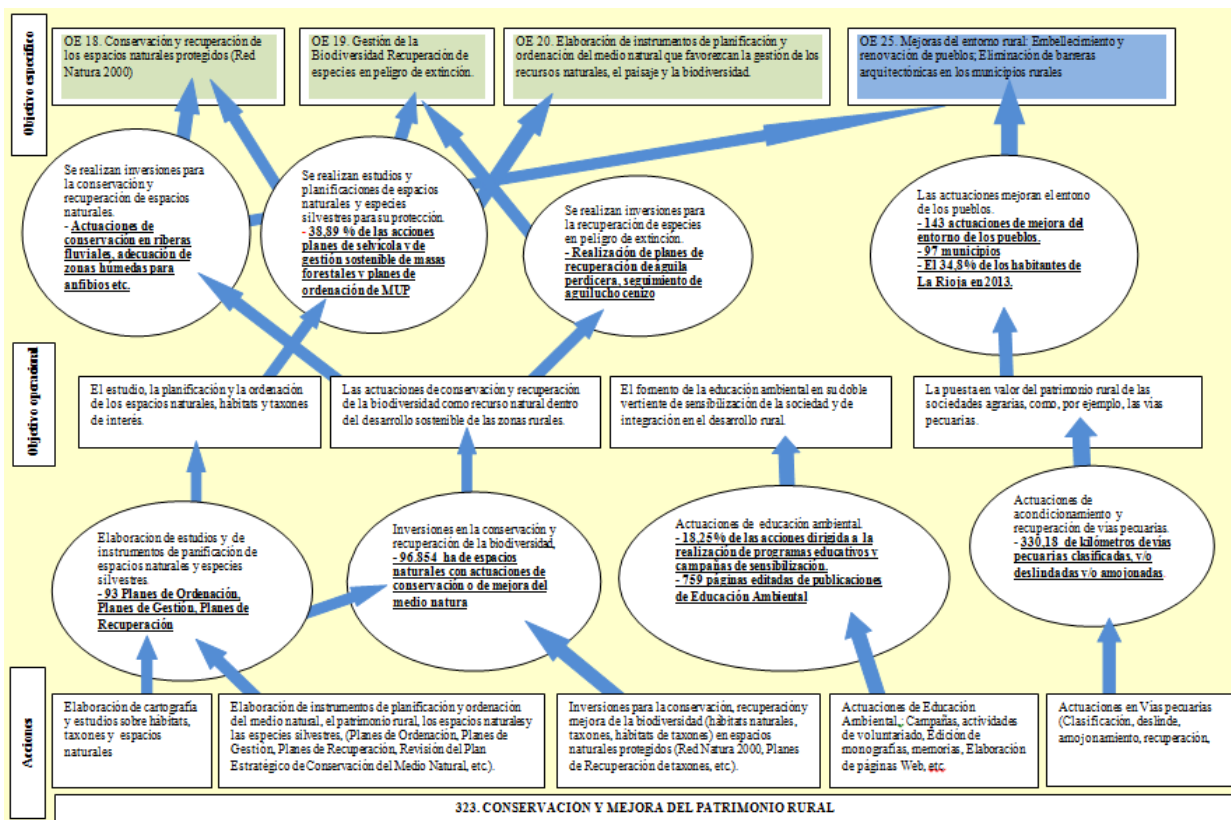 Objetivo específico
OE 18. Conservación y recuperación de
los espacios naturales protegidos (Red
Natura 2000)
OE 19. Gestión de la
Biodiversidad Recuperación de
especies en peligro de extinción.
OE 20. Elaboración de instrumentos de planificación y
ordenación del medio natural que favorezcan la gestión de los
recursos naturales, el paisaje y la biodiversidad.
OE 25. Mejoras del entorno rural: Embellecimiento y
renovación de pueblos; Eliminación de barreras
arquitectónicas en los municipios rurales
Se realizan inversiones para
la conservación y
recuperación de espacios
naturales.
- Actuaciones de
conservación en riberas
fluviales, adecuación de
zonas húmedas para
anfibios etc.
Se realizan estudios y
planificaciones de espacios
naturales y especies
silvestres para su protección.
- 38,89 % de las acciones
planes de selvícola y de
gestión sostenible de masas
forestales y planes de
ordenación de MUP
Se realizan inversiones para
la recuperación de especies
en peligro de extinción.
- Realización de planes de
recuperación de águila
perdicera, seguimiento de
aguilucho cenizo
Las actuaciones mejoran el entono
de los pueblos.
- 143 actuaciones de mejora del
entorno de los pueblos.
- 97 municipios
- El 34,8% de los habitantes de
La Rioja en 2013.
Objetivo operacional
El estudio, la planificación y la ordenación
de los espacios naturales, hábitats y taxones
de interés.
Las actuaciones de conservación y recuperación
de la biodiversidad como recurso natural dentro
del desarrollo sostenible de las zonas rurales.
El fomento de la educación ambiental en su doble
vertiente de sensibilización de la sociedad y de
integración en el desarrollo rural.
La puesta en valor del patrimonio rural de las
sociedades agrarias, como, por ejemplo, las vías
pecuarias.
Elaboracion de estudios y de
instrumentos de panificación de
espacios naturales y especies
silvestres.
- 93 Planes de Ordenación,
Planes de Gestión, Planes de
Recuperación
Inversiones en la conservación y
recuperación de la biodiversidad,
- 96.854 ha de espacios
naturales con actuaciones de
conservación o de mejora del
medio natura
Actuaciones de educación ambiental.
- 18,25% de las acciones dirigida a la
realización de programas educativos y
campañas de sensibilización.
- 759 páginas editadas de publicaciones
de Educación Ambiental
Actuaciones de
acondicionamiento y
recuperación de vías pecuarias.
- 330,18 de kilómetros de vías
pecuarias clasificadas, y/o
deslindadas y/o amojonadas.
Acciones
Elaboración de cartografía
y estudios sobre hábitats,
taxones y espacios
naturales
Elaboración de instrumentos de planificación y ordenación
del medio natural, el patrimonio rural, los espacios naturales y
las especies silvestres, (Planes de Ordenación, Planes de
Gestión, Planes de Recuperación, Revisión del Plan
Estratégico de Conservación del Medio Natural, etc.).
Inversiones para la conservación, recuperación y
mejora de la biodiversidad (hábitats naturales,
taxones, hábitats de taxones) en espacios
naturales protegidos (Red Natura 2000, Planes
de Recuperación de taxones, etc.).
Actuaciones de Educación
Ambiental,: Campañas, actividades
de voluntariado, Edición de
monografías, memorias, Elaboración
de páginas Web, etc.
Actuaciones en Vías pecuarias
(Clasificación, deslinde,
amojonamiento, recuperación,
323. CONSERVACION Y MEJORA DEL PATRIMONIO RURAL